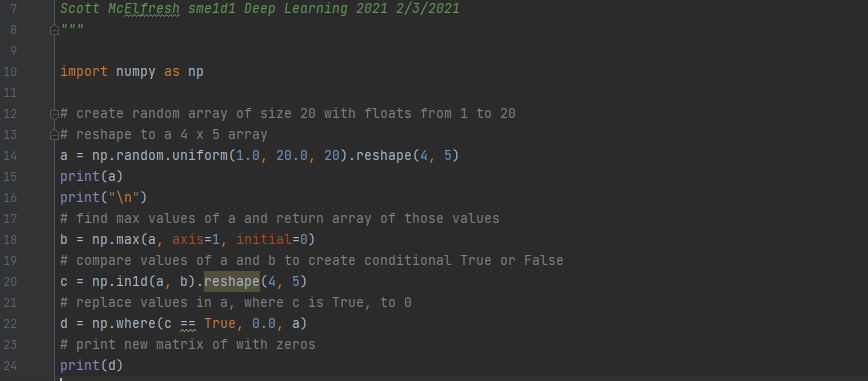 7 Scott McElfresh sme1d1 Deep Learning 2021 2/3/2021
8 """
9
10 import numpy as np
11
12 # create random array of size 20 with floats from 1 to 20
13 # reshape to a 4 x 5 array
14 a = np.random.uniform(1.0, 20.0, 20).reshape(4, 5)
15 print(a)
16 print("\n")
17 # find max values of a and return array of those values
18 b = np.max(a, axis=1, initial=0)
19 # compare values of a and b to create conditional True or False
20 c = np.in1d(a, b).reshape(4, 5)
21 # replace values in a, where c is True, to 0
22 d = np.where(c == True, 0.0, a)
23 # print new matrix of with zeros
24 print(d)